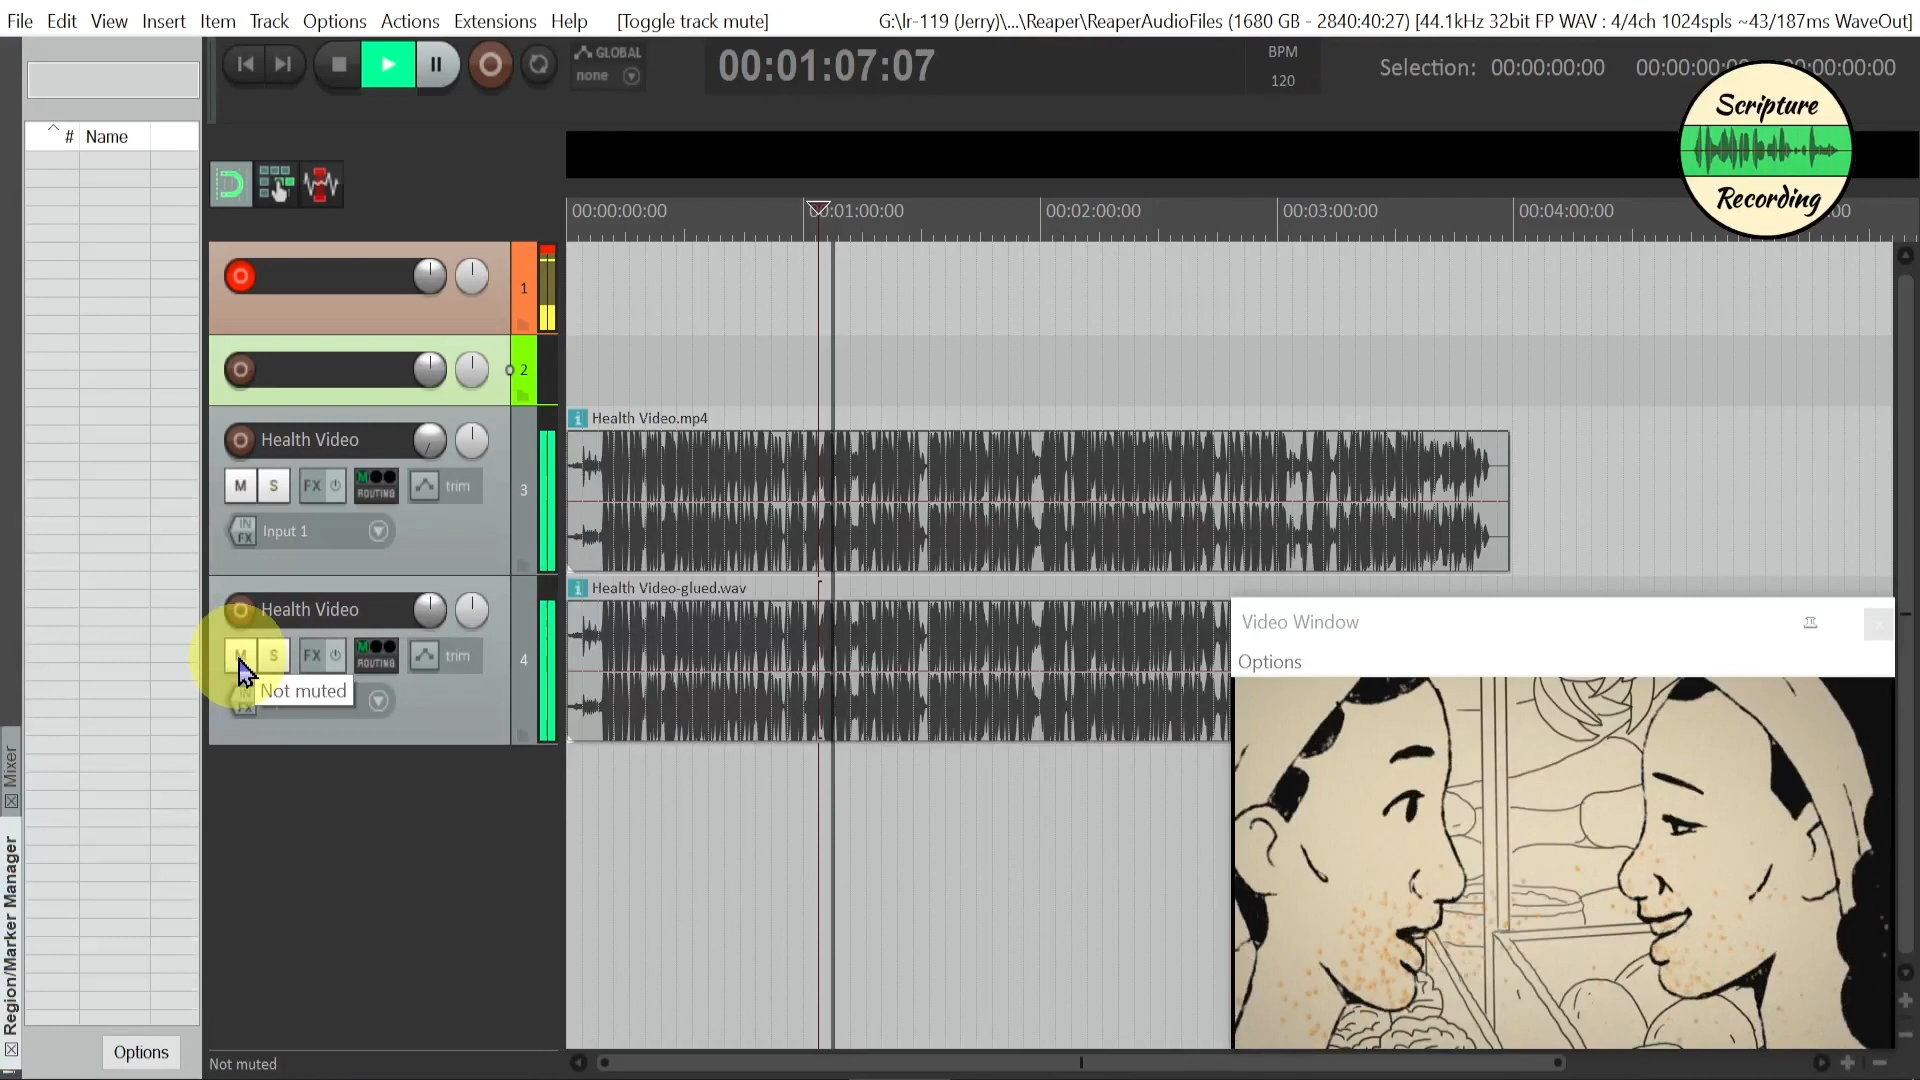 File Edit View Insert Item Track Options Actions Extensions Help [Toggle track mute] G:\lr-119 (Jerry)\...\Reaper\ReaperAudioFiles (1680 GB - 2840:40:27) [44.1kHz 32bit FP WAV : 4/4ch 1024spls ~43/187ms WaveOut]
GLOBAL
none
00:01:07:07
BPM
120
Selection: 00:00:00:00 00:00:00:00 00:00:00:00
Scripture
Recording
# Name
00:00:00:00 00:01:00:00 00:02:00:00 00:03:00:00 00:04:00:00
1
2
Health Video.mp4
Health Video
M S FX ROUTING trim
3
IN FX Input 1
Health Video-glued.wav
Health Video
M S FX ROUTING trim
4
Not muted
IN FX
Video Window
Options
Mixer
Region/Marker Manager
Options
Not muted